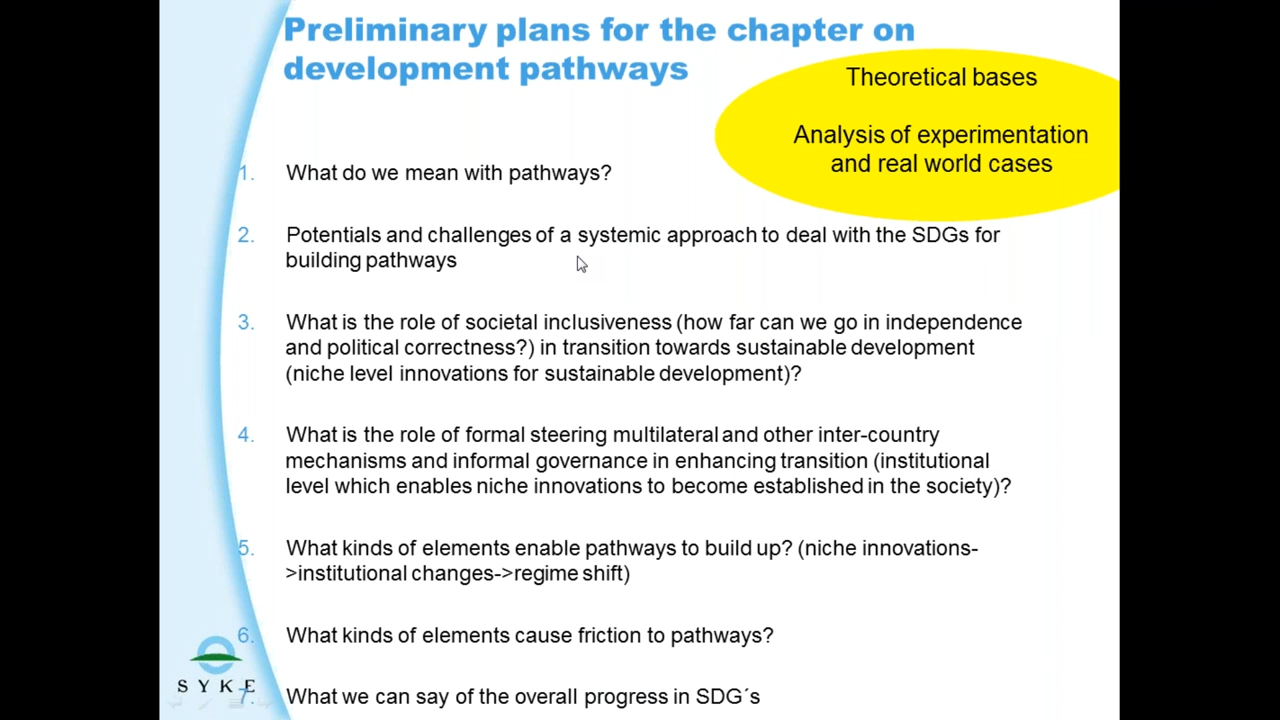 Preliminary plans for the chapter on
development pathways
Theoretical bases
Analysis of experimentation
and real world cases
1. What do we mean with pathways?
2. Potentials and challenges of a systemic approach to deal with the SDGs for
building pathways
3. What is the role of societal inclusiveness (how far can we go in independence
and political correctness?) in transition towards sustainable development
(niche level innovations for sustainable development)?
4. What is the role of formal steering multilateral and other inter-country
mechanisms and informal governance in enhancing transition (institutional
level which enables niche innovations to become established in the society)?
5. What kinds of elements enable pathways to build up? (niche innovations-
>institutional changes->regime shift)
6. What kinds of elements cause friction to pathways?
7. What we can say of the overall progress in SDG´s
SYKE